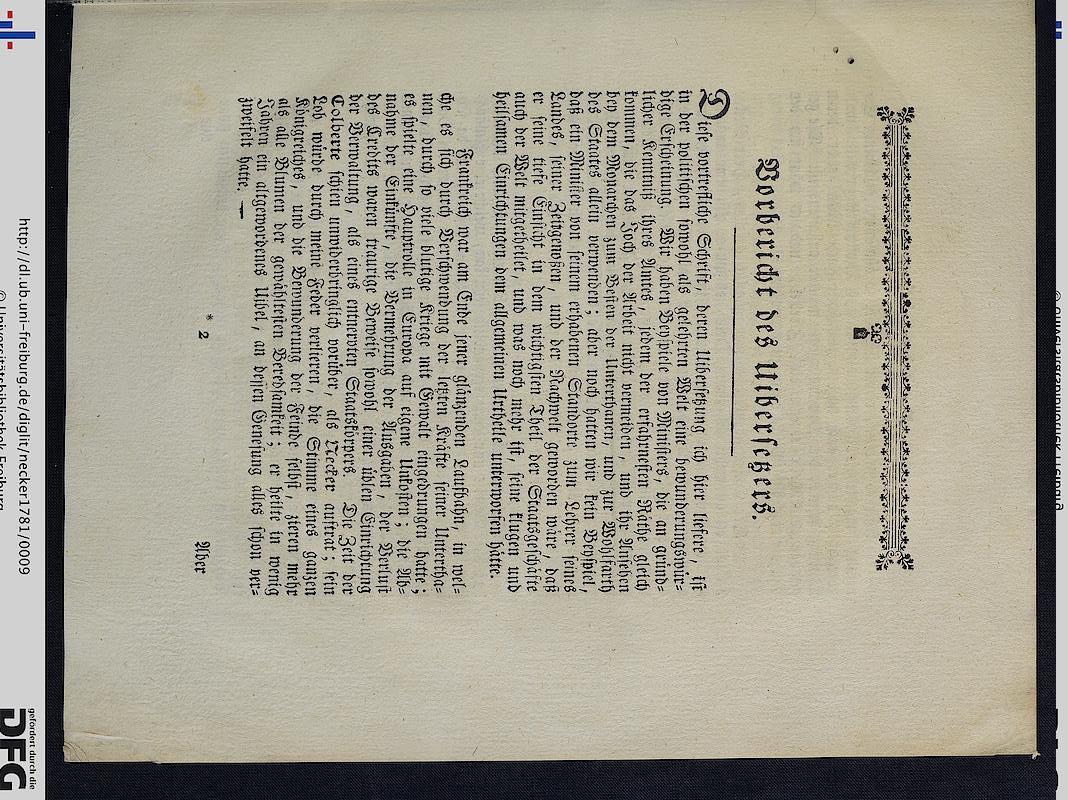 Vorbericht des Uibersetzers.
Diese vortrefliche Schrift, deren Uibersetzung ich hier liefere, ist
in der politischen sowohl als gelehrten Welt eine bewunderungswür-
dige Erscheinung. Wir haben Beyspiele von Ministers, die an gründ-
licher Kenntniß ihres Amtes, jedem der erfahrnesten Räthe gleich
kommen, die das Joch der Arbeit nicht vermeiden, und ihr Ansehen
bey dem Monarchen zum Besten der Unterthanen, und zur Wohlfarth
des Staates allein verwenden; aber noch hatten wir kein Beyspiel,
daß ein Minister von seinem erhabenen Standorte zum Lehrer seines
Landes, seiner Zeitgenoßen, und der Nachwelt geworden wäre, daß
er seine tiefe Einsicht in dem wichtigsten Theil der Staatsgeschäfte
auch der Welt mitgetheilet, und was noch mehr ist, seine klugen und
heilsamen Einrichtungen dem allgemeinen Urtheile unterworfen hätte.
Frankreich war am Ende jener glänzenden Laufbahn, in wel-
che es sich durch Verschwendung der letzten Kräfte seiner Untertha-
nen, durch so viele blutige Kriege mit Gewalt eingedrungen hatte;
es spielte eine Hauptrolle in Europa auf eigene Unkosten; die Ab-
nahme der Einkünfte, die Vermehrung der Ausgaben, der Verlust
des Credits waren traurige Beweise sowohl einer üblen Einrichtung
der Verwaltung, als eines entnervten Staatskörpers. Die Zeit der
Colberte schien unwiderbringlich vorüber, als Necker auftrat; sein
Lob würde durch meine Feder verlieren, die Stimme eines ganzen
Königreiches, und die Bewunderung der Feinde selbst, zieren mehr
als alle Blumen der gewähltesten Beredsamkeit; er heilte in wenig
Jahren ein altgewordenes Uibel, an dessen Genesung alles schon ver-
zweifelt hatte.
* 2
Aber
http://dl.ub.uni-freiburg.de/diglit/necker1781/0009
© Universitätsbibliothek Freiburg
gefördert durch die
DFG